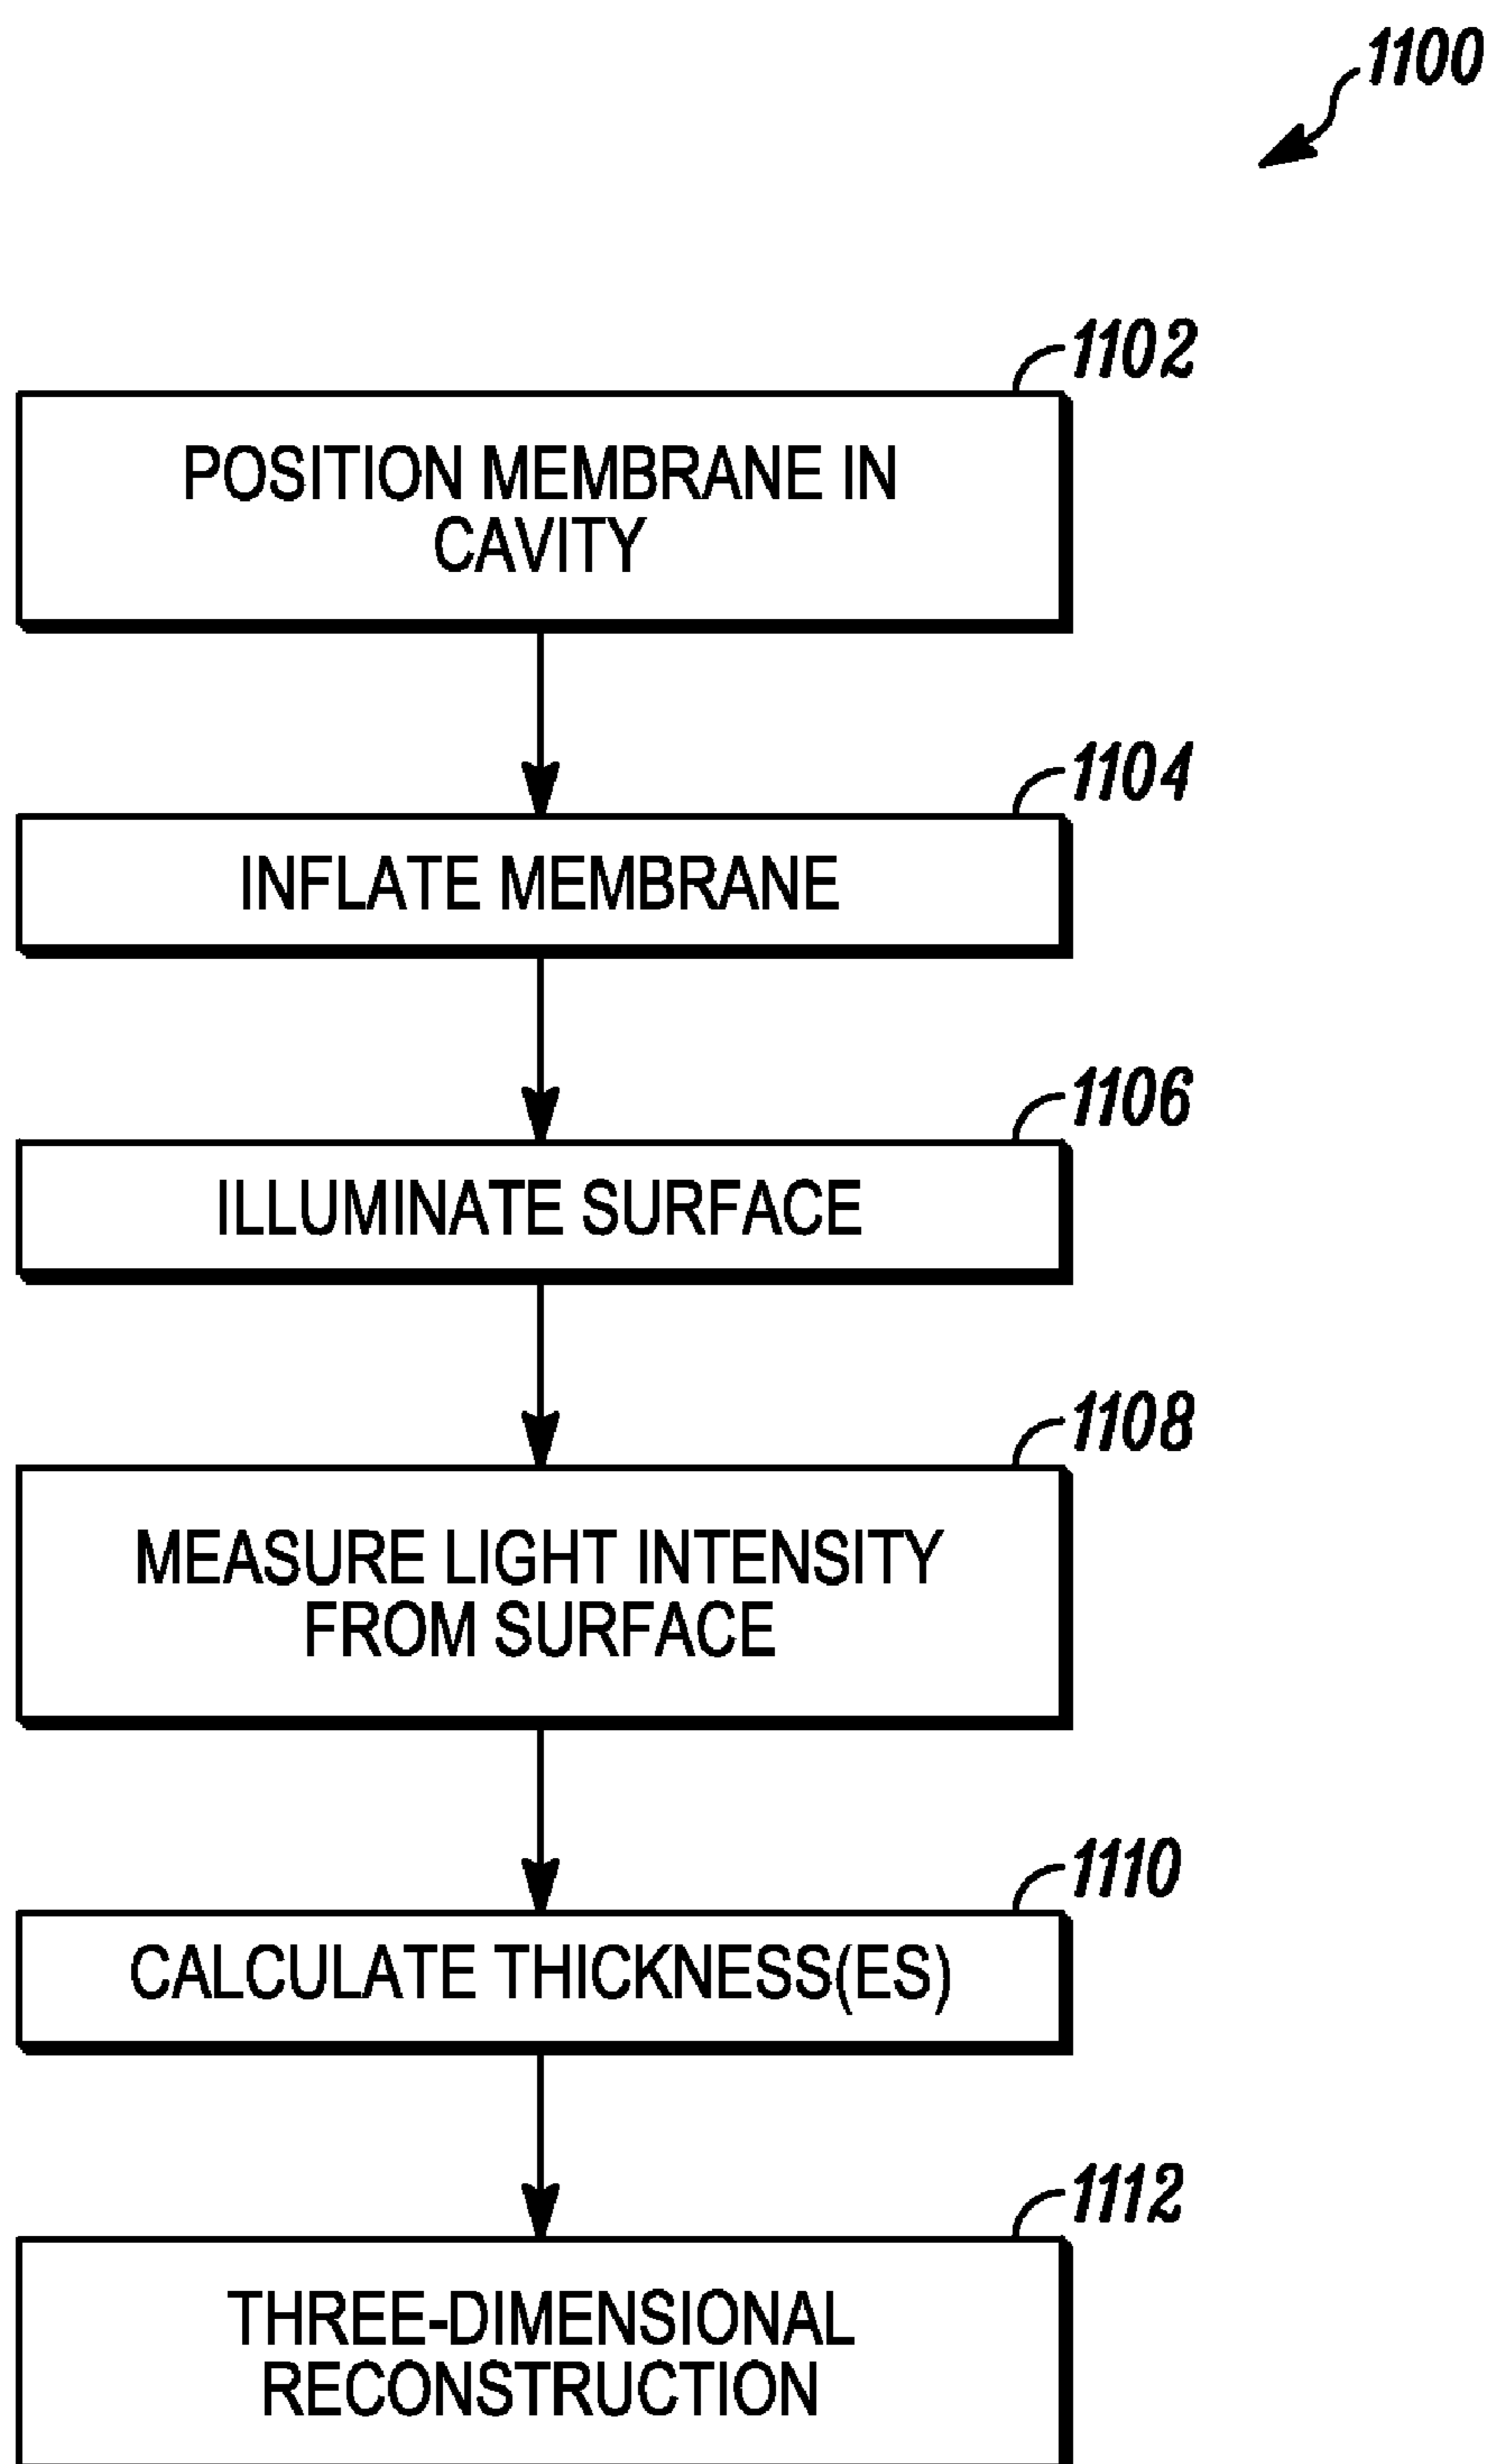 1100
1102
POSITION MEMBRANE IN
CAVITY
1104
INFLATE MEMBRANE
1106
ILLUMINATE SURFACE
1108
MEASURE LIGHT INTENSITY
FROM SURFACE
1110
CALCULATE THICKNESS(ES)
1112
THREE-DIMENSIONAL
RECONSTRUCTION